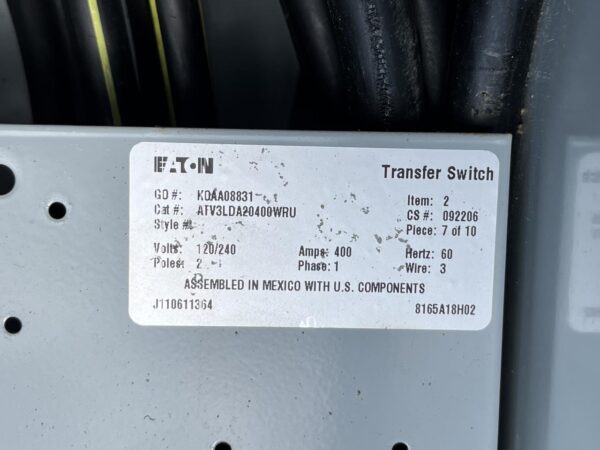 EATON
Transfer Switch
GO #: KOAA08831
Item: 2
Cat #: ATV3LDA20400WRU
CS #: 092206
Style #:
Piece: 7 of 10
Volts: 120/240
Amps: 400
Hertz: 60
Poles: 2
Phase: 1
Wire: 3
ASSEMBLED IN MEXICO WITH U.S. COMPONENTS
J110611364
8165A18H02